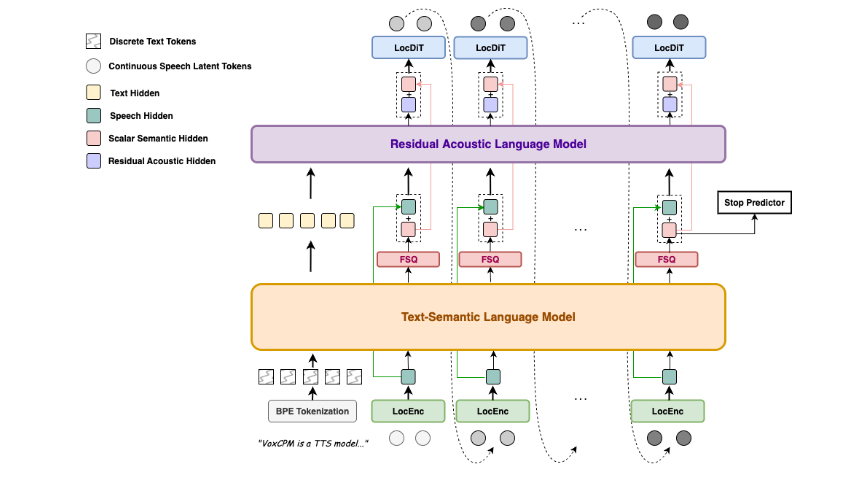 Discrete Text Tokens
Continuous Speech Latent Tokens
Text Hidden
Speech Hidden
Scalar Semantic Hidden
Residual Acoustic Hidden
...
LocDiT
LocDiT
LocDiT
+
+
+
Residual Acoustic Language Model
+
+
+
Stop Predictor
...
FSQ
FSQ
FSQ
Text-Semantic Language Model
BPE Tokenization
LocEnc
LocEnc
...
LocEnc
"VoxCPM is a TTS model..."